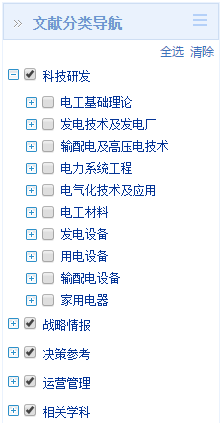 文献分类导航
全选 清除
科技研发
电工基础理论
发电技术及发电厂
输配电及高压电技术
电力系统工程
电气化技术及应用
电工材料
发电设备
用电设备
输配电设备
家用电器
战略情报
决策参考
运营管理
相关学科